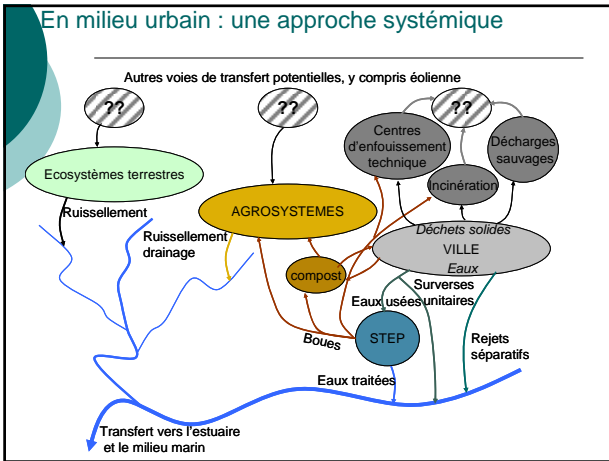 En milieu urbain : une approche systémique
Autres voies de transfert potentielles, y compris éolienne
??
??
??
Centres
d'enfouissement
technique
Décharges
sauvages
Incinération
Ecosystèmes terrestres
Ruissellement
AGROSYSTEMES
Ruissellement
drainage
Déchets solides
VILLE
Eaux
compost
Surverses
unitaires
Eaux usées
Boues
STEP
Rejets
séparatifs
Eaux traitées
Transfert vers l'estuaire
et le milieu marin